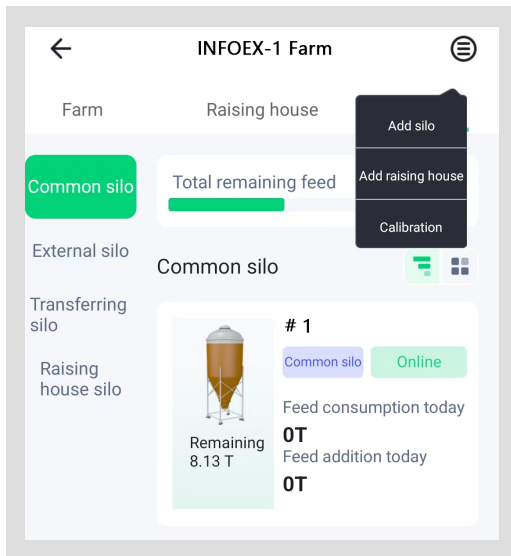 INFOEX-1 Farm
Farm
Raising house
Add silo
Add raising house
Calibration
Common silo
External silo
Transferring
silo
Raising
house silo
Total remaining feed
Common silo
# 1
Common silo
Online
Remaining
8.13 T
Feed consumption today
0T
Feed addition today
0T